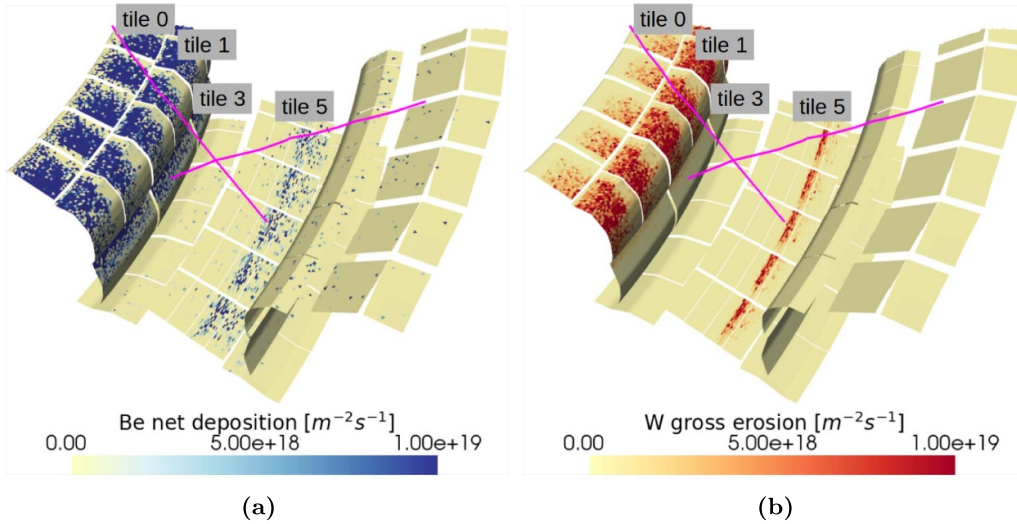 tile 0
tile 1
tile 3
tile 5
Be net deposition [m⁻²s⁻¹]
0.00 5.00e+18 1.00e+19
(a)
tile 0
tile 1
tile 3
tile 5
W gross erosion [m⁻²s⁻¹]
0.00 5.00e+18 1.00e+19
(b)